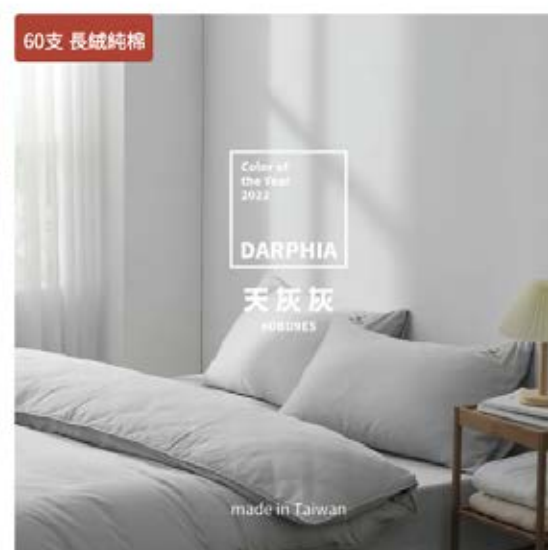 60支 長絨純棉
Color of
the Year
2022
DARPHIA
天灰灰
made in Taiwan